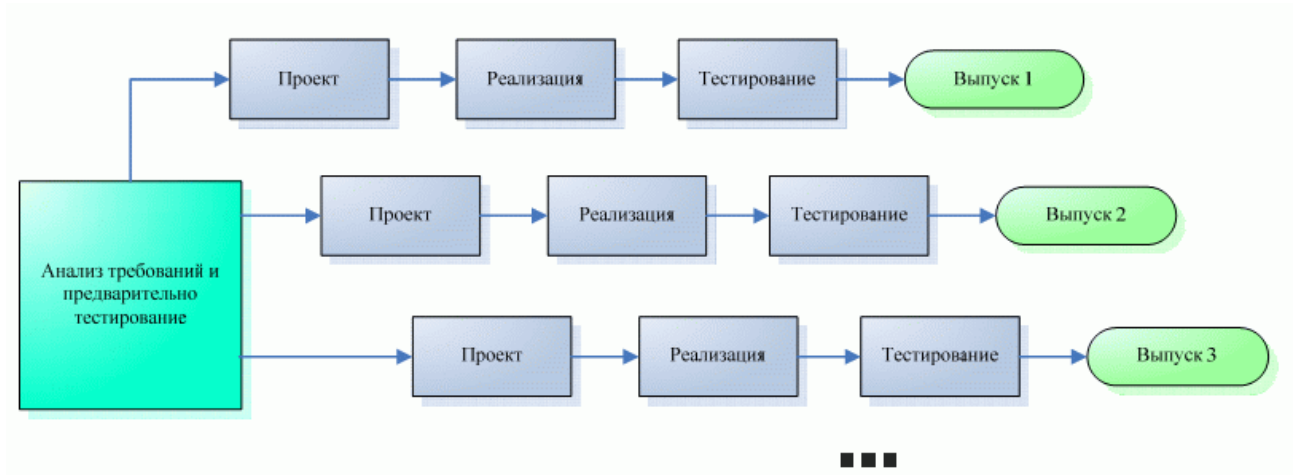 Проект
Реализация
Тестирование
Выпуск 1
Проект
Реализация
Тестирование
Выпуск 2
Анализ требований и
предварительно
тестирование
Проект
Реализация
Тестирование
Выпуск 3